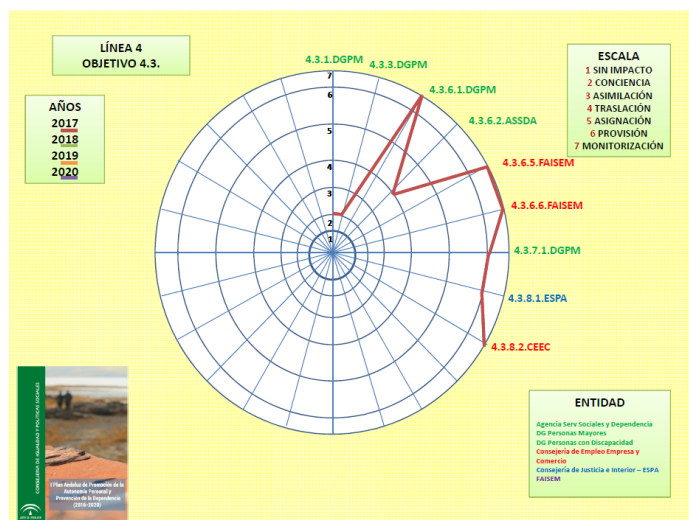 LÍNEA 4
OBJETIVO 4.3.
AÑOS
2017
2018
2019
2020
4.3.1.DGPM
4.3.3.DGPM
4.3.6.1.DGPM
4.3.6.2.ASSDA
4.3.6.5.FAISEM
4.3.6.6.FAISEM
4.3.7.1.DGPM
4.3.8.1.ESPA
4.3.8.2.CEEC
7
6
5
4
3
2
1
ESCALA
1 SIN IMPACTO
2 CONCIENCIA
3 ASIMILACIÓN
4 TRASLACIÓN
5 ASIGNACIÓN
6 PROVISIÓN
7 MONITORIZACIÓN
ENTIDAD
Agencia Serv Sociales y Dependencia
DG Personas Mayores
DG Personas con Discapacidad
Consejería de Empleo Empresa y
Comercio
Consejería de Justicia e Interior – ESPA
FAISEM
CONSEJERÍA DE IGUALDAD Y POLÍTICAS SOCIALES
I Plan Andaluz de Promoción de la
Autonomía Personal y
Prevención de la Dependencia
(2016-2020)